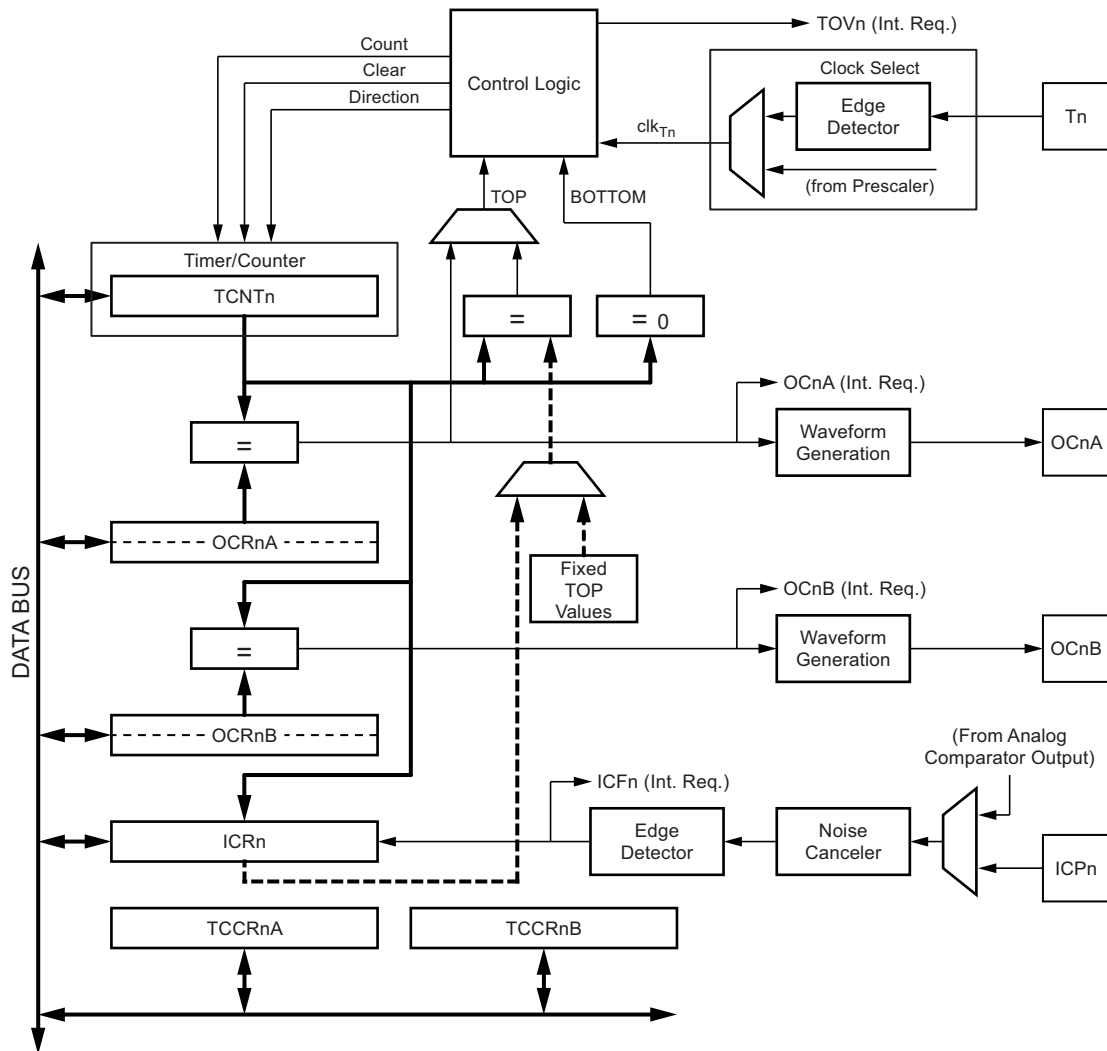 TOVn (Int. Req.)
Count
Clear
Direction
Control Logic
Clock Select
Edge
Detector
Tn
clkTn
(from Prescaler)
TOP
BOTTOM
Timer/Counter
TCNTn
=
= 0
OCnA (Int. Req.)
=
Waveform
Generation
OCnA
OCRnA
Fixed
TOP
Values
DATA BUS
OCnB (Int. Req.)
=
Waveform
Generation
OCnB
OCRnB
(From Analog
Comparator Output)
ICFn (Int. Req.)
ICRn
Edge
Detector
Noise
Canceler
ICPn
TCCRnA
TCCRnB